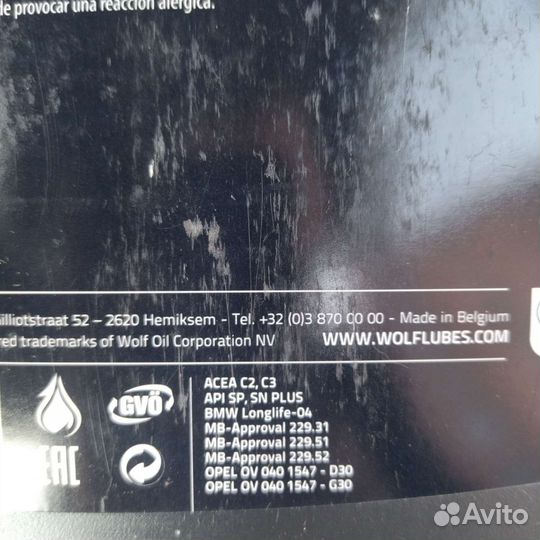 de provocar una reacción alérgica.
illiotstraat 52 – 2620 Hemiksem - Tel. +32 (0)3 870 00 00 - Made in Belgium
red trademarks of Wolf Oil Corporation NV
WWW.WOLFLUBES.COM
GVÖ
EAC
ACEA C2, C3
API SP, SN PLUS
BMW Longlife-04
MB-Approval 229.31
MB-Approval 229.51
MB-Approval 229.52
OPEL OV 040 1547 - D30
OPEL OV 040 1547 - G30
Avito